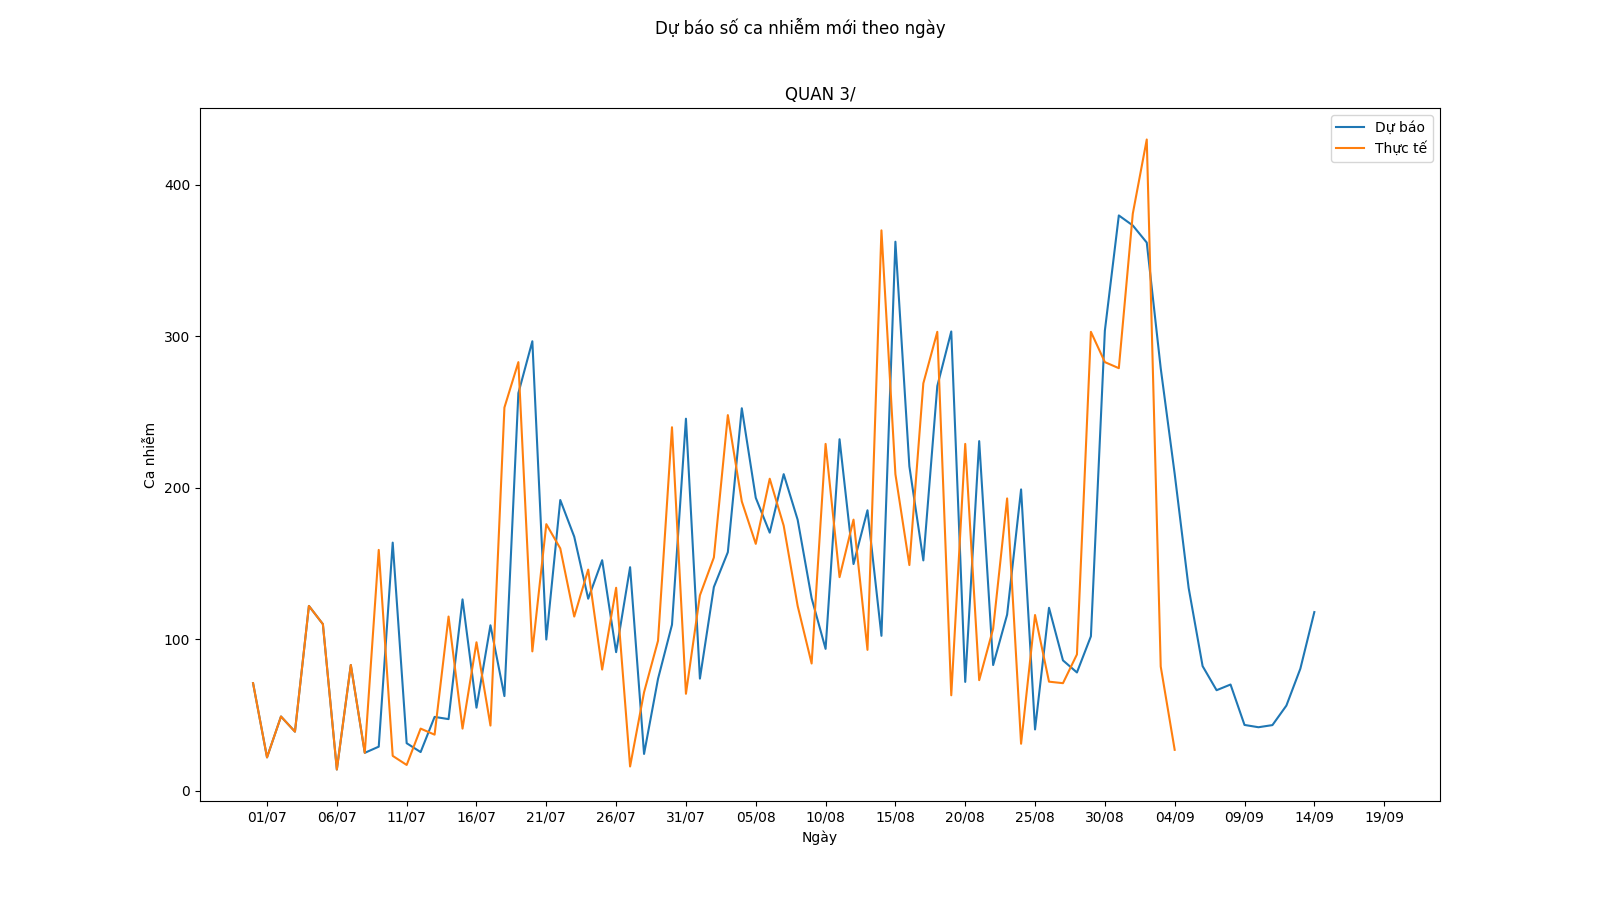 Dự báo số ca nhiễm mới theo ngày
QUAN 3/
Dự báo
Thực tế
400
300
200
100
0
Ca nhiễm
01/07 06/07 11/07 16/07 21/07 26/07 31/07 05/08 10/08 15/08 20/08 25/08 30/08 04/09 09/09 14/09 19/09
Ngày